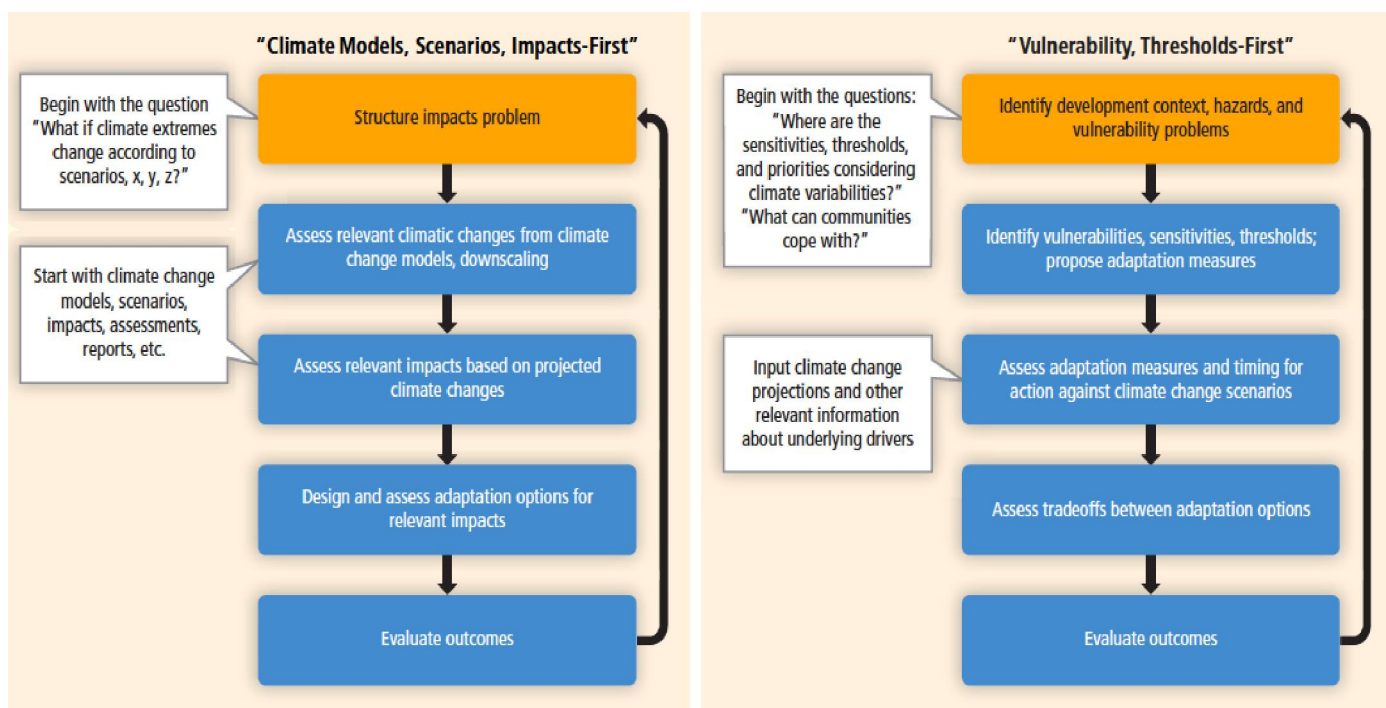 “Climate Models, Scenarios, Impacts-First”
Begin with the question
“What if climate extremes
change according to
scenarios, x, y, z?”
Structure impacts problem
Assess relevant climatic changes from climate
change models, downscaling
Start with climate change
models, scenarios,
impacts, assessments,
reports, etc.
Assess relevant impacts based on projected
climate changes
Design and assess adaptation options for
relevant impacts
Evaluate outcomes
“Vulnerability, Thresholds-First”
Begin with the questions:
“Where are the
sensitivities, thresholds,
and priorities considering
climate variabilities?”
“What can communities
cope with?”
Identify development context, hazards, and
vulnerability problems
Identify vulnerabilities, sensitivities, thresholds;
propose adaptation measures
Input climate change
projections and other
relevant information
about underlying drivers
Assess adaptation measures and timing for
action against climate change scenarios
Assess tradeoffs between adaptation options
Evaluate outcomes